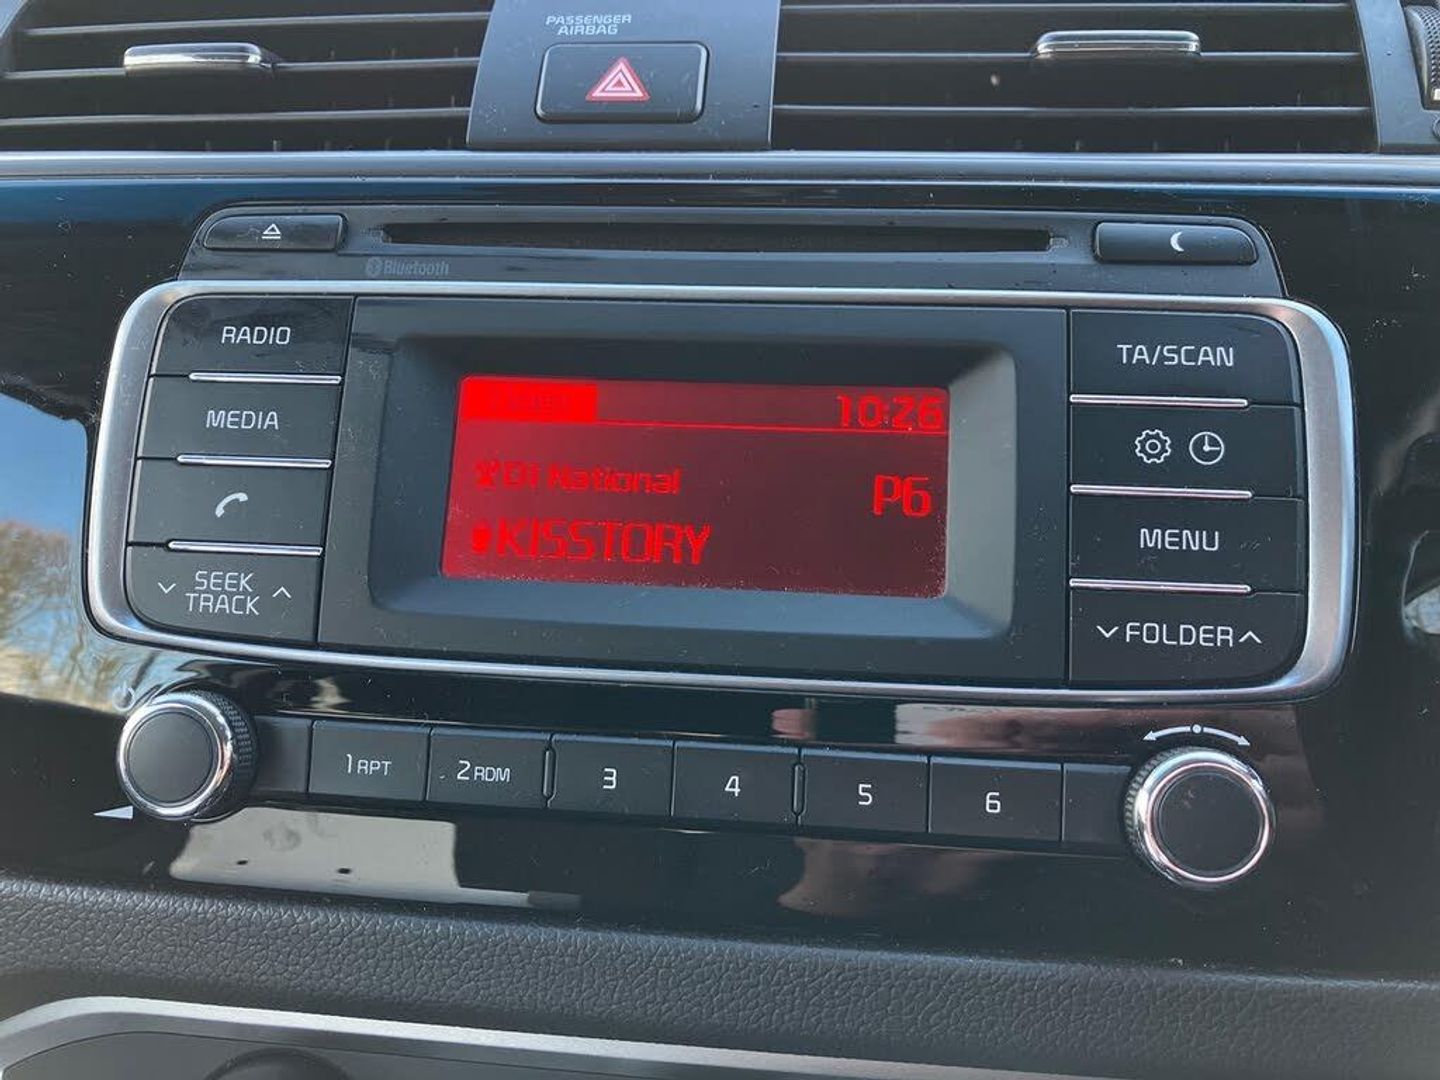 PASSENGER
AIRBAG
Bluetooth
RADIO
MEDIA
SEEK
TRACK
10:26
D1 National
P6
KISSTORY
TA/SCAN
MENU
FOLDER
1 RPT
2 RDM
3
4
5
6